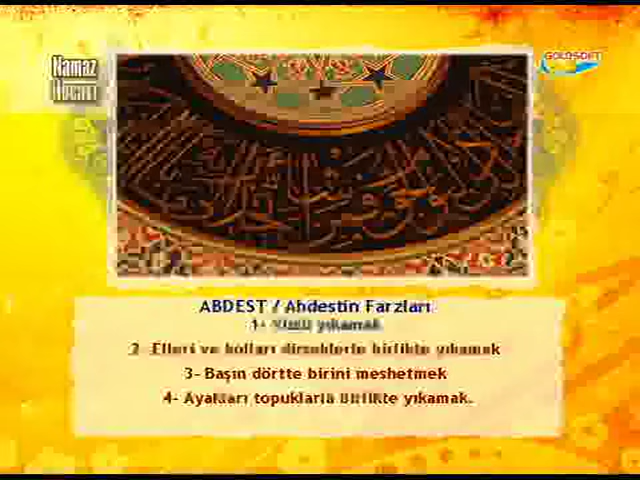 Namaz
Hocası
GOLDSOFT
ABDEST / Abdestin Farzları
1- Yüzü yıkamak
2- Elleri ve kolları dirseklerle birlikte yıkamak
3- Başın dörtte birini meshetmek
4- Ayakları topuklarla birlikte yıkamak.